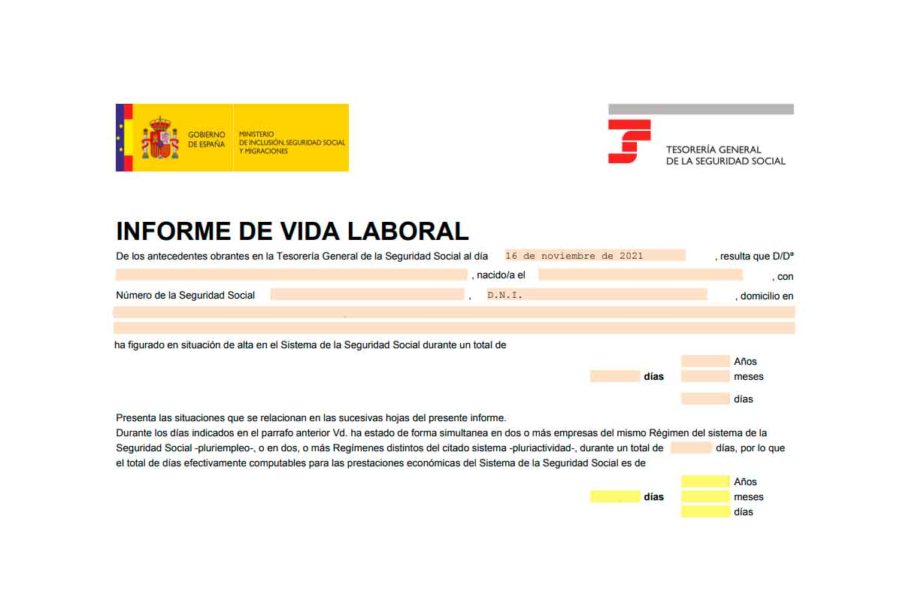 GOBIERNO
DE ESPAÑA
MINISTERIO
DE INCLUSIÓN, SEGURIDAD SOCIAL
Y MIGRACIONES
TESORERÍA GENERAL
DE LA SEGURIDAD SOCIAL
INFORME DE VIDA LABORAL
De los antecedentes obrantes en la Tesorería General de la Seguridad Social al día 16 de noviembre de 2021 , resulta que D/Dª
, nacido/a el , con
Número de la Seguridad Social , D.N.I. , domicilio en
ha figurado en situación de alta en el Sistema de la Seguridad Social durante un total de
Años
días meses
días
Presenta las situaciones que se relacionan en las sucesivas hojas del presente informe.
Durante los días indicados en el parrafo anterior Vd. ha estado de forma simultanea en dos o más empresas del mismo Régimen del sistema de la
Seguridad Social -pluriempleo-, o en dos, o más Regímenes distintos del citado sistema -pluriactividad-, durante un total de días, por lo que
el total de días efectivamente computables para las prestaciones económicas del Sistema de la Seguridad Social es de
Años
días meses
días